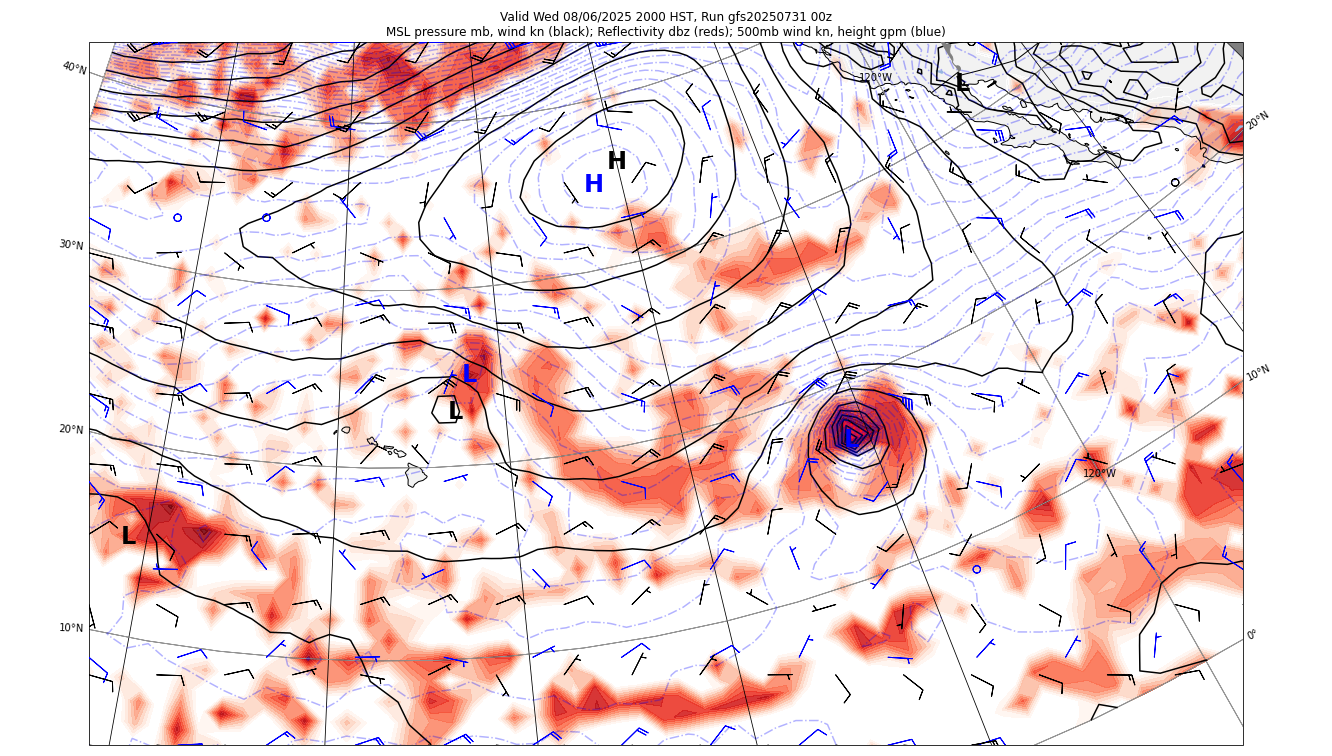 Valid Wed 08/06/2025 2000 HST, Run gfs20250731 00z
MSL pressure mb, wind kn (black); Reflectivity dbz (reds); 500mb wind kn, height gpm (blue)
40°N
120°W
L
20°N
H
H
30°N
L
10°N
L
20°N
L
120°W
L
10°N
0°